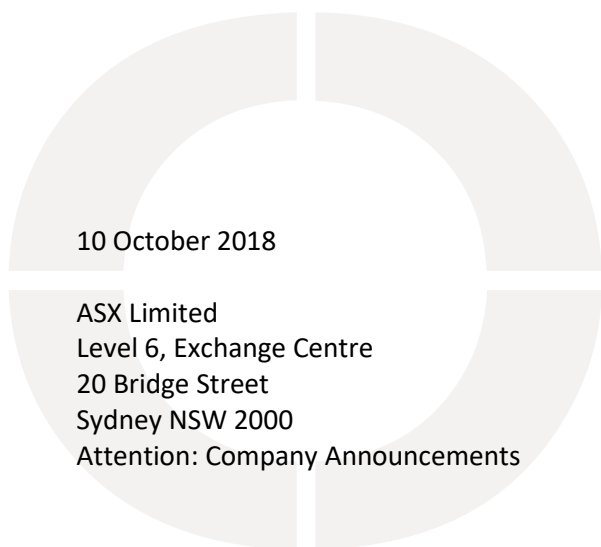 10 October 2018
ASX Limited
Level 6, Exchange Centre
20 Bridge Street
Sydney NSW 2000
Attention: Company Announcements